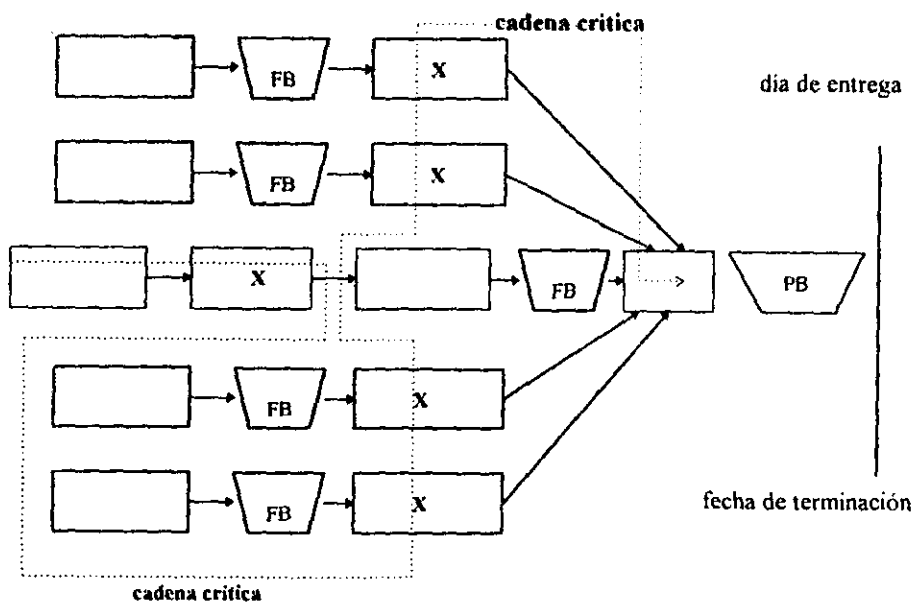 cadena critica
FB
X
día de entrega
FB
X
X
FB
PB
FB
X
FB
X
fecha de terminación
cadena critica